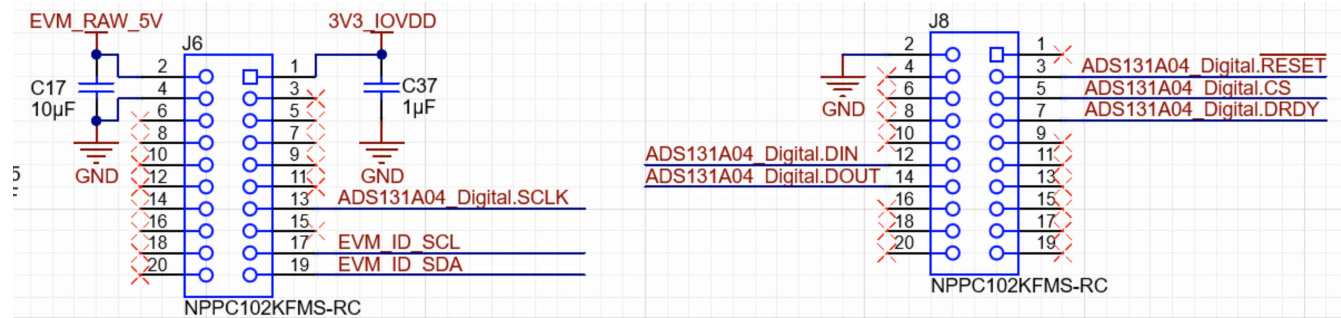 EVM_RAW_5V
3V3_IOVDD
J6
J8
2
1
4
3
6
5
8
7
10
9
12
11
14
13
16
15
18
17
20
19
C17
10µF
C37
1µF
GND
GND
ADS131A04_Digital.SCLK
EVM_ID_SCL
EVM_ID_SDA
NPPC102KFMS-RC
2
1
4
3
6
5
8
7
10
9
12
11
14
13
16
15
18
17
20
19
GND
ADS131A04_Digital.RESET
ADS131A04_Digital.CS
ADS131A04_Digital.DRDY
ADS131A04_Digital.DIN
ADS131A04_Digital.DOUT
NPPC102KFMS-RC